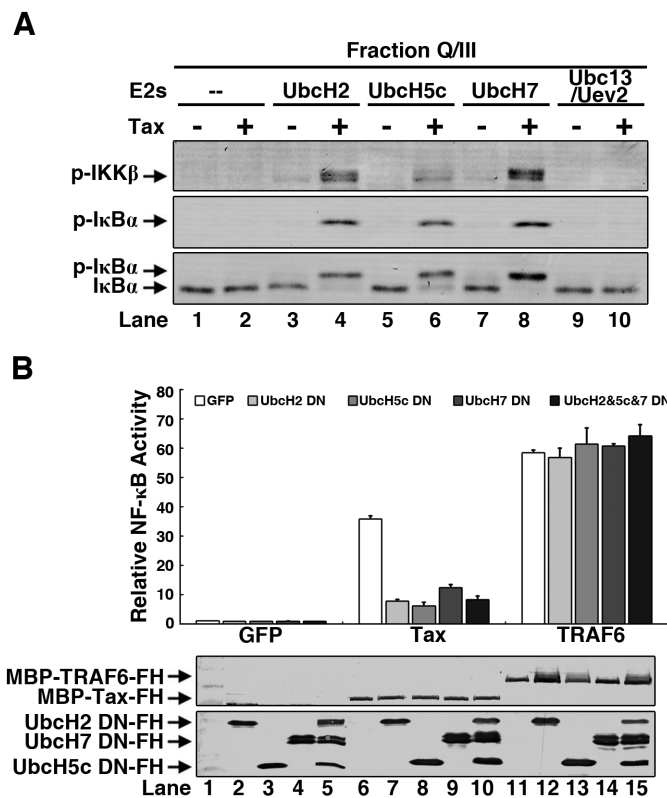 A
Fraction Q/III
E2s -- UbcH2 UbcH5c UbcH7 Ubc13/Uev2
Tax - + - + - + - + - +
p-IKKβ
p-IκBα
p-IκBα
IκBα
Lane 1 2 3 4 5 6 7 8 9 10
B
Relative NF-κB Activity
80
70
60
50
40
30
20
10
0
GFP UbcH2 DN UbcH5c DN UbcH7 DN UbcH2&5c&7 DN
GFP Tax TRAF6
MBP-TRAF6-FH
MBP-Tax-FH
UbcH2 DN-FH
UbcH7 DN-FH
UbcH5c DN-FH
Lane 1 2 3 4 5 6 7 8 9 10 11 12 13 14 15